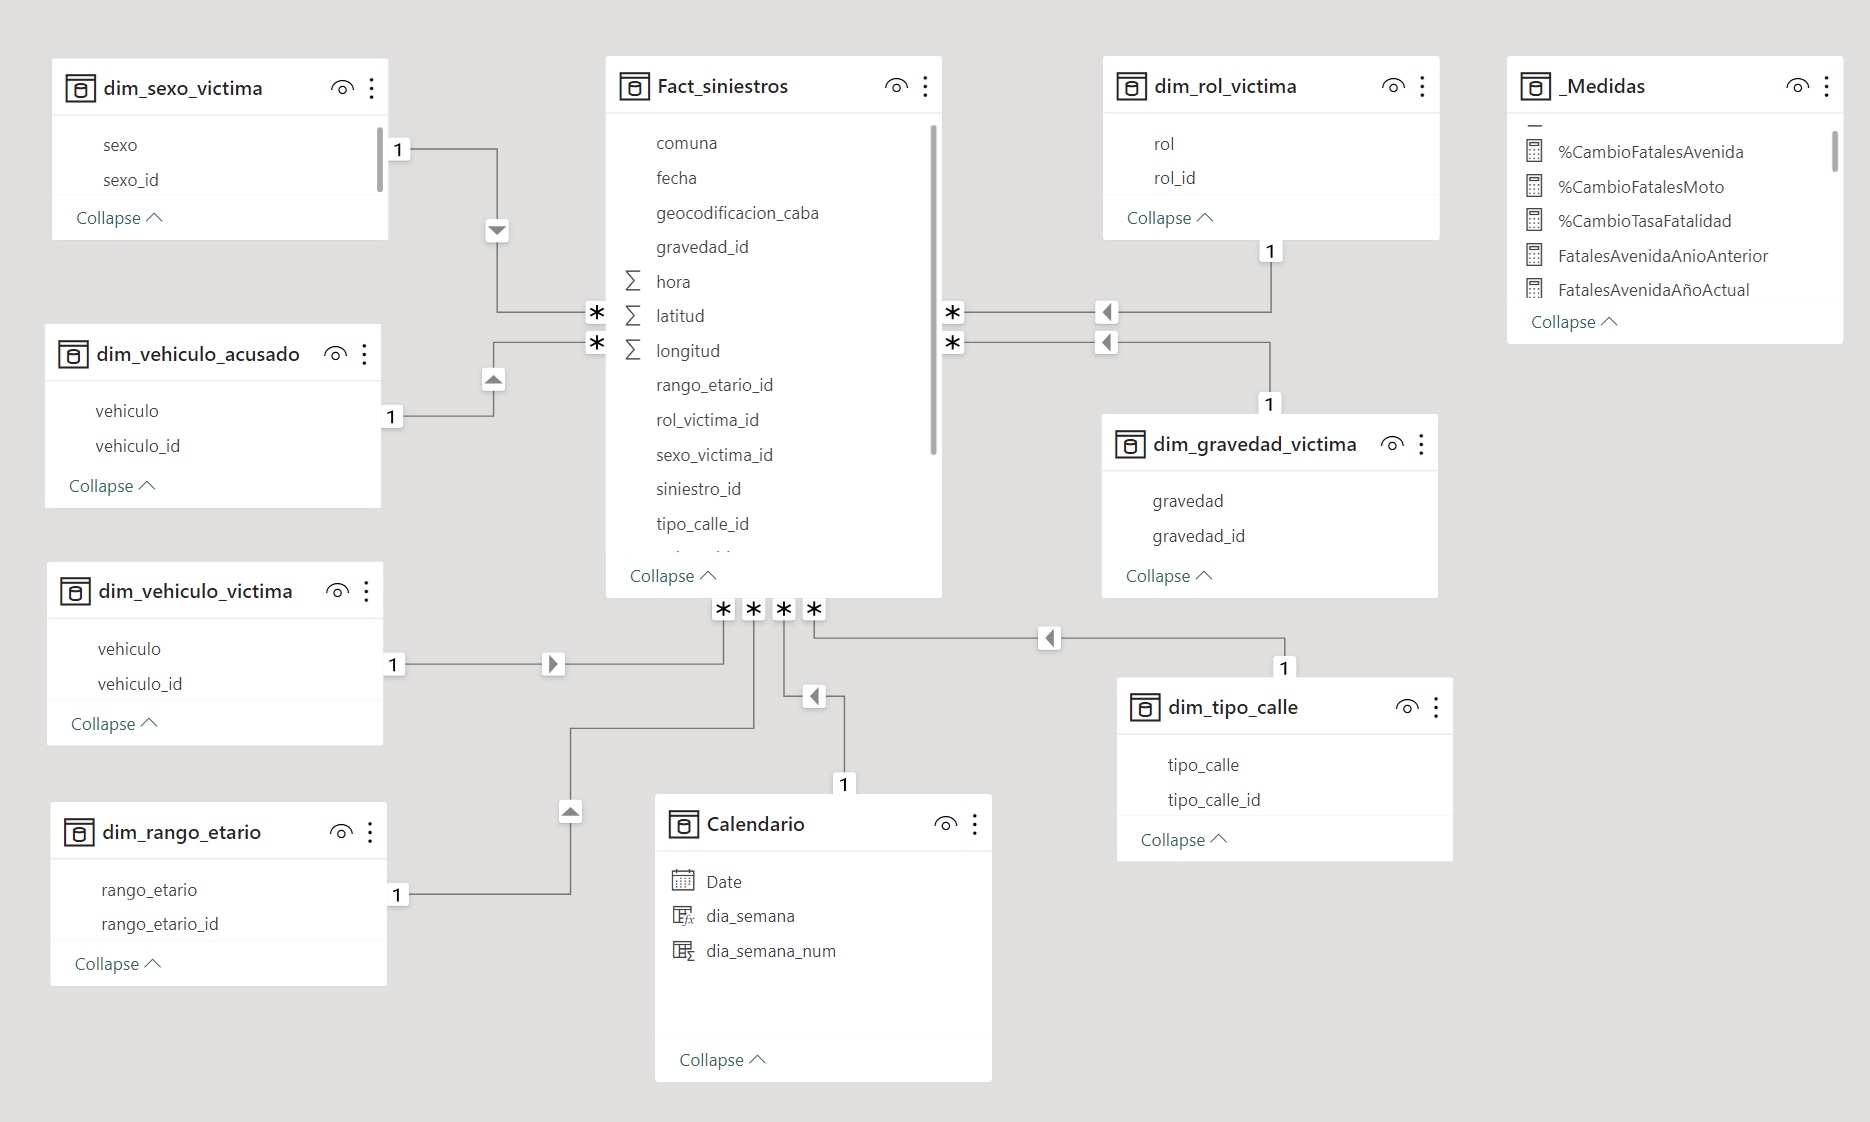 dim_sexo_victima
sexo
sexo_id
Collapse
dim_vehiculo_acusado
vehiculo
vehiculo_id
Collapse
dim_vehiculo_victima
vehiculo
vehiculo_id
Collapse
dim_rango_etario
rango_etario
rango_etario_id
Collapse
Fact_siniestros
comuna
fecha
geocodificacion_caba
gravedad_id
hora
latitud
longitud
rango_etario_id
rol_victima_id
sexo_victima_id
siniestro_id
tipo_calle_id
Collapse
Calendario
Date
dia_semana
dia_semana_num
Collapse
dim_rol_victima
rol
rol_id
Collapse
dim_gravedad_victima
gravedad
gravedad_id
Collapse
dim_tipo_calle
tipo_calle
tipo_calle_id
Collapse
_Medidas
%CambioFatalesAvenida
%CambioFatalesMoto
%CambioTasaFatalidad
FatalesAvenidaAnioAnterior
FatalesAvenidaAñoActual
Collapse
1
*
1
*
1
*
1
*
1
*
1
*
1
*
1
*